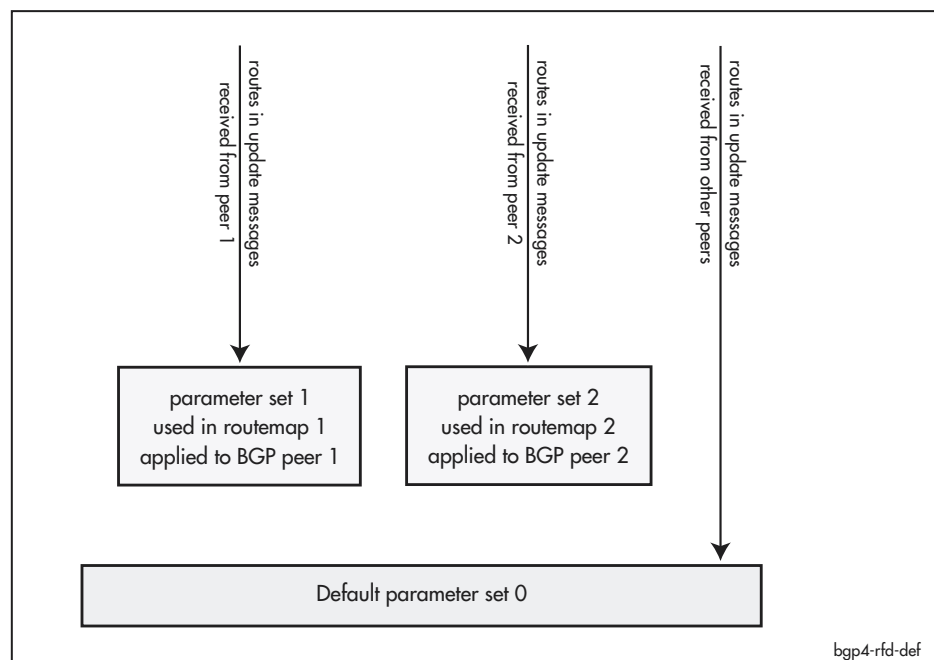 routes in update messages
received from peer 1
routes in update messages
received from peer 2
routes in update messages
received from other peers
parameter set 1
used in routemap 1
applied to BGP peer 1
parameter set 2
used in routemap 2
applied to BGP peer 2
Default parameter set 0
bgp4-rfd-def